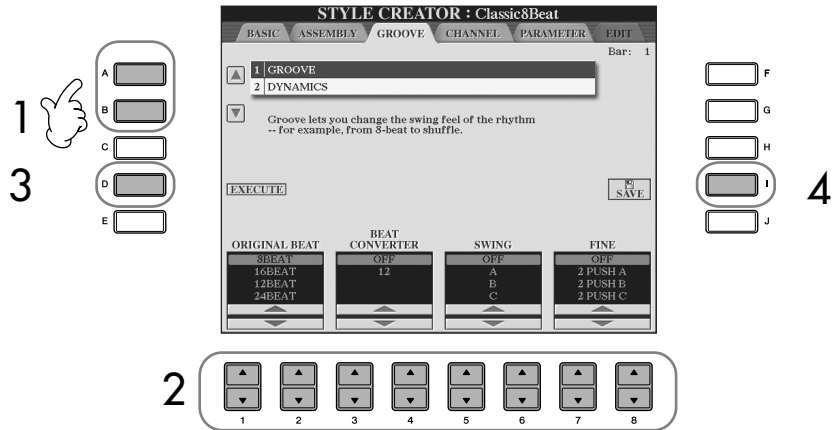 STYLE CREATOR : Classic8Beat
BASIC ASSEMBLY GROOVE CHANNEL PARAMETER EDIT
Bar: 1
1 GROOVE
2 DYNAMICS
Groove lets you change the swing feel of the rhythm
-- for example, from 8-beat to shuffle.
EXECUTE
SAVE
ORIGINAL BEAT
8BEAT
16BEAT
12BEAT
24BEAT
BEAT
CONVERTER
OFF
12
SWING
OFF
A
B
C
FINE
OFF
2 PUSH A
2 PUSH B
2 PUSH C
A
B
C
D
E
F
G
H
I
J
1
3
4
2
1 2 3 4 5 6 7 8